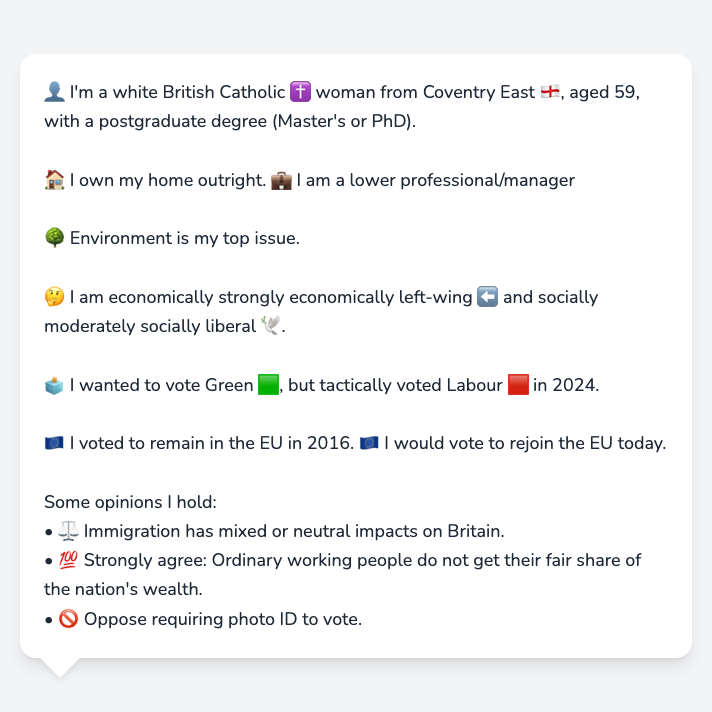 👤 I'm a white British Catholic ✝️ woman from Coventry East 🏴󠁧󠁢󠁥󠁮󠁧󠁿, aged 59,
with a postgraduate degree (Master's or PhD).
🏠 I own my home outright. 💼 I am a lower professional/manager
🌳 Environment is my top issue.
🤔 I am economically strongly economically left-wing ⬅️ and socially
moderately socially liberal 🕊️.
🗳️ I wanted to vote Green 🟩, but tactically voted Labour 🟥 in 2024.
🇪🇺 I voted to remain in the EU in 2016. 🇪🇺 I would vote to rejoin the EU today.
Some opinions I hold:
• ⚖️ Immigration has mixed or neutral impacts on Britain.
• 💯 Strongly agree: Ordinary working people do not get their fair share of
the nation's wealth.
• 🚫 Oppose requiring photo ID to vote.